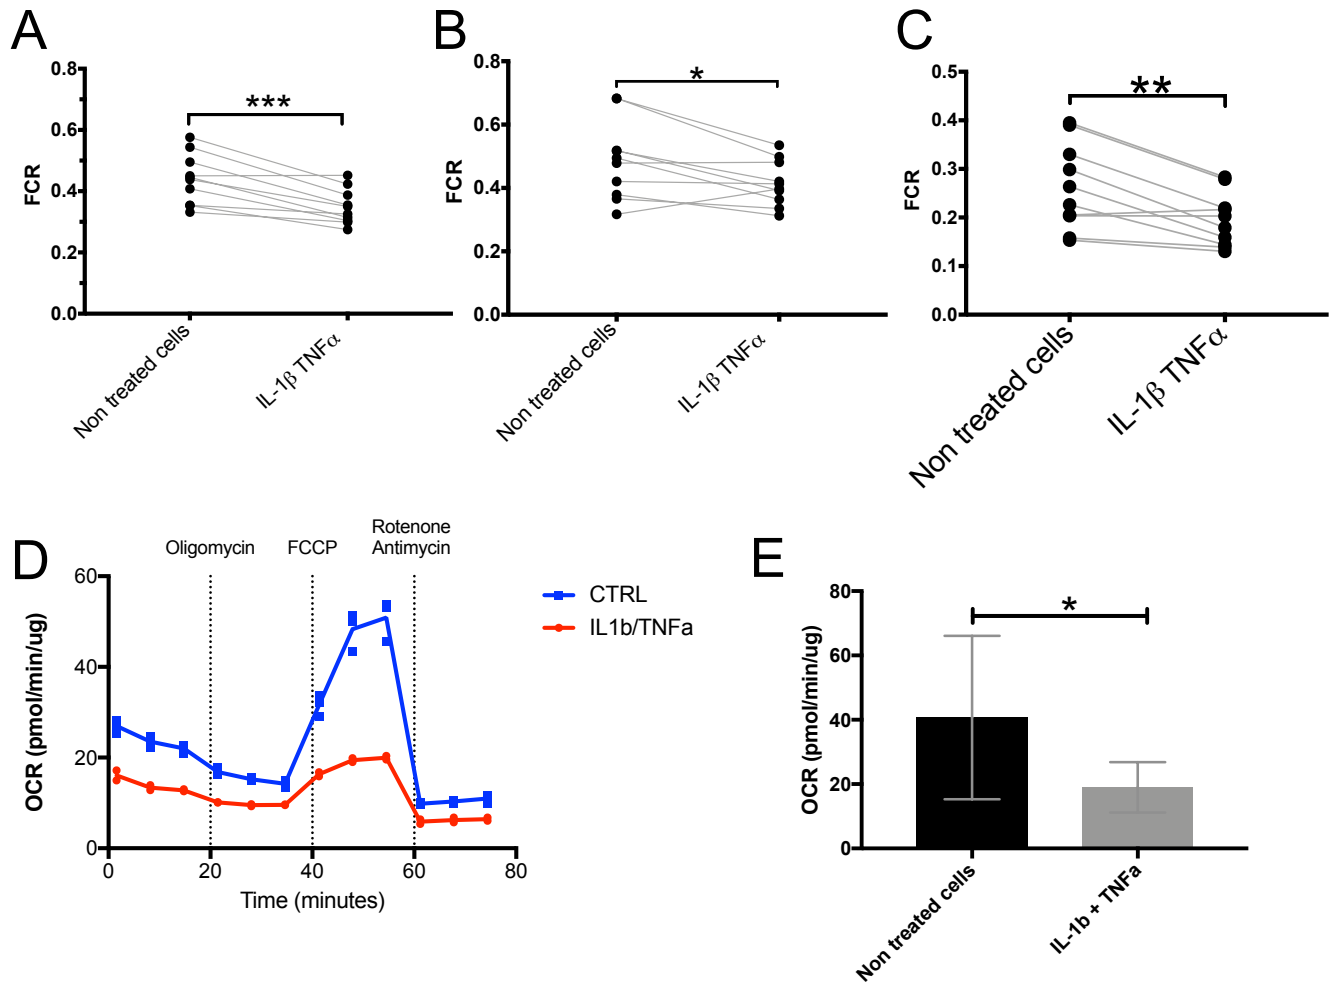 A
0.8
0.6
0.4
0.2
0.0
FCR
***
Non treated cells
IL-1β TNFα
B
0.8
0.6
0.4
0.2
0.0
FCR
*
Non treated cells
IL-1β TNFα
C
0.5
0.4
0.3
0.2
0.1
0.0
FCR
**
Non treated cells
IL-1β TNFα
D
Oligomycin
FCCP
Rotenone
Antimycin
60
40
20
0
OCR (pmol/min/ug)
0
20
40
60
80
Time (minutes)
CTRL
IL1b/TNFa
E
80
60
40
20
0
OCR (pmol/min/ug)
*
Non treated cells
IL-1b + TNFa